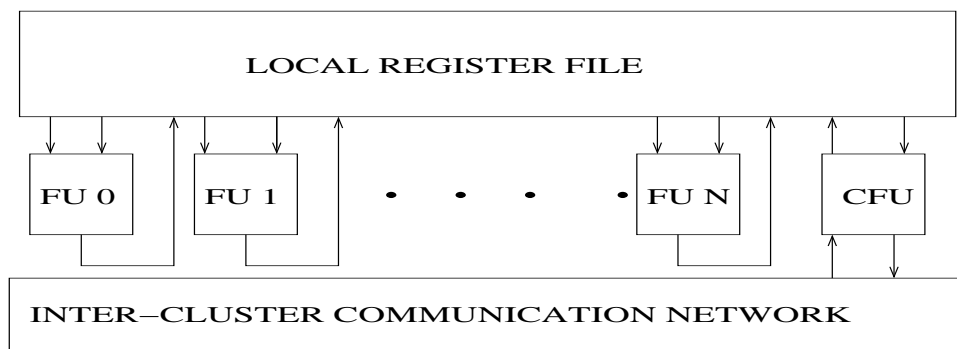 LOCAL REGISTER FILE
FU 0
FU 1
FU N
CFU
INTER−CLUSTER COMMUNICATION NETWORK